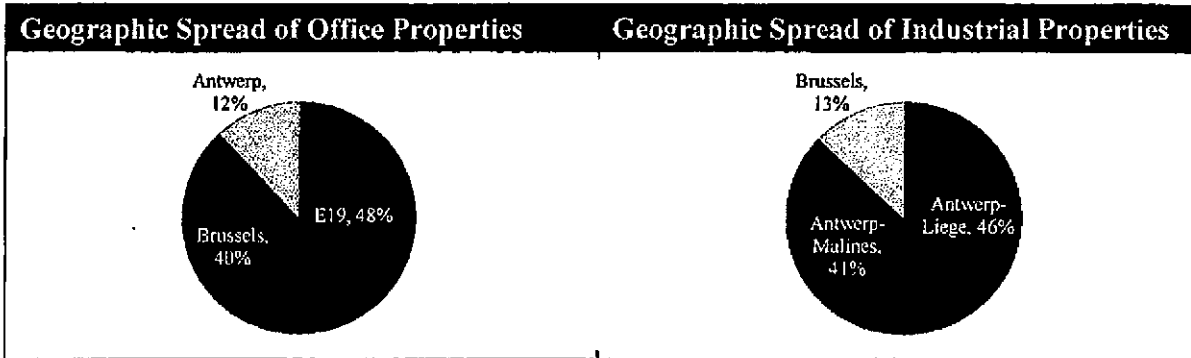 Geographic Spread of Office Properties
Geographic Spread of Industrial Properties
Antwerp,
12%
E19, 48%
Brussels,
40%
Brussels,
13%
Antwerp-
Liege, 46%
Antwerp-
Malines,
41%